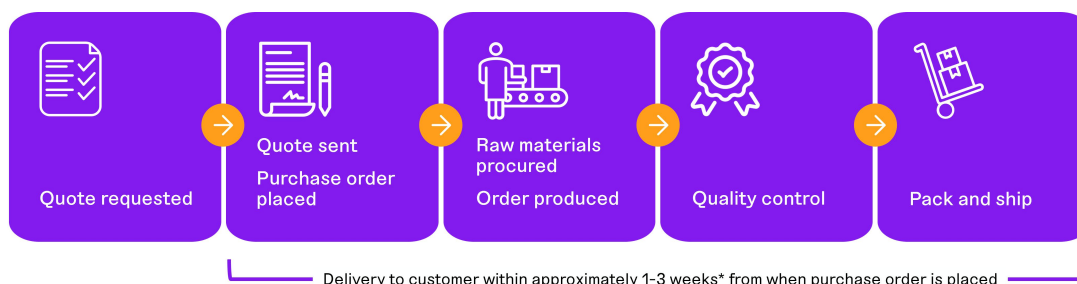 Quote requested
Quote sent
Purchase order
placed
Raw materials
procured
Order produced
Quality control
Pack and ship
Delivery to customer within approximately 1-3 weeks* from when purchase order is placed